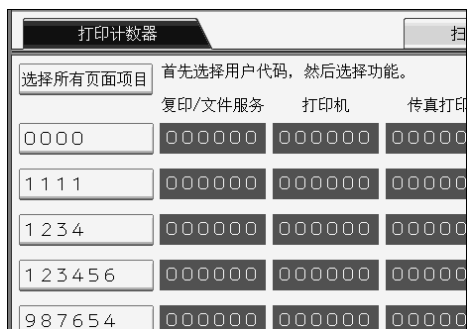 打印计数器 扫
选择所有页面项目 首先选择用户代码，然后选择功能。
复印/文件服务 打印机 传真打印
0000 000000 000000 00000
1111 000000 000000 00000
1234 000000 000000 00000
123456 000000 000000 00000
987654 000000 000000 00000